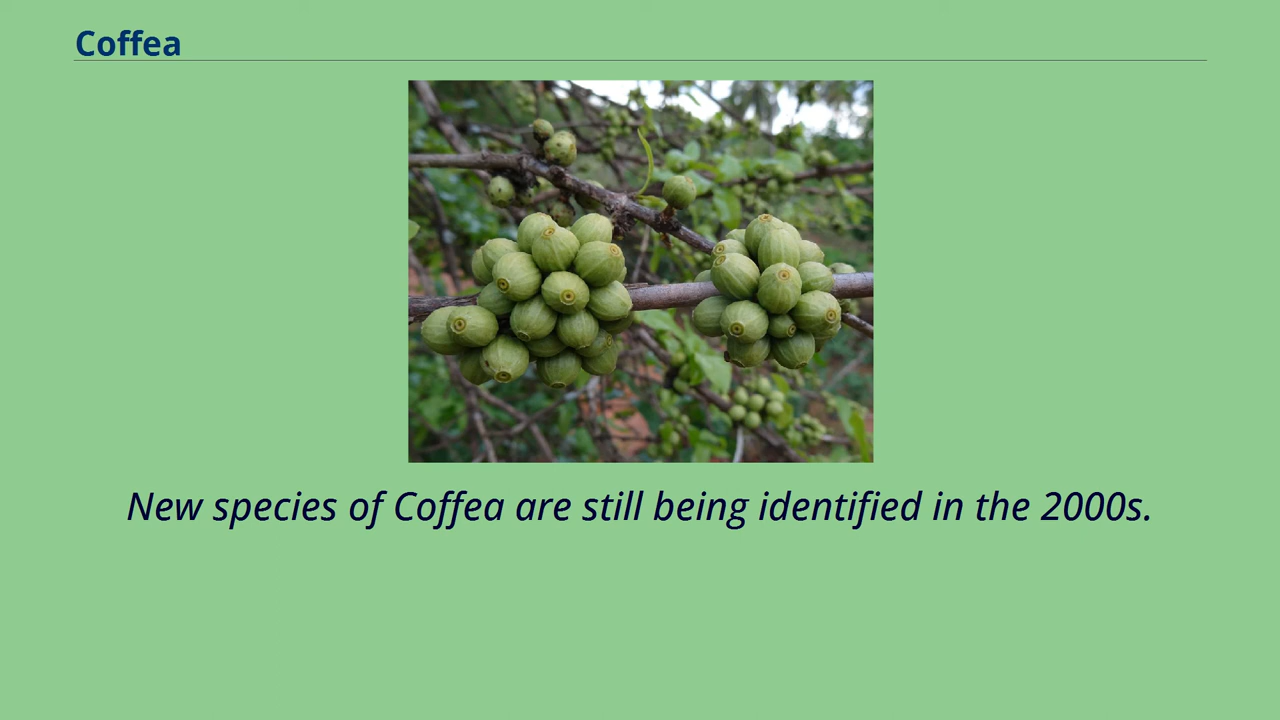 Coffea
New species of Coffea are still being identified in the 2000s.